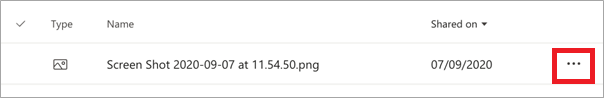 Type Name Shared on
Screen Shot 2020-09-07 at 11.54.50.png 07/09/2020 ...